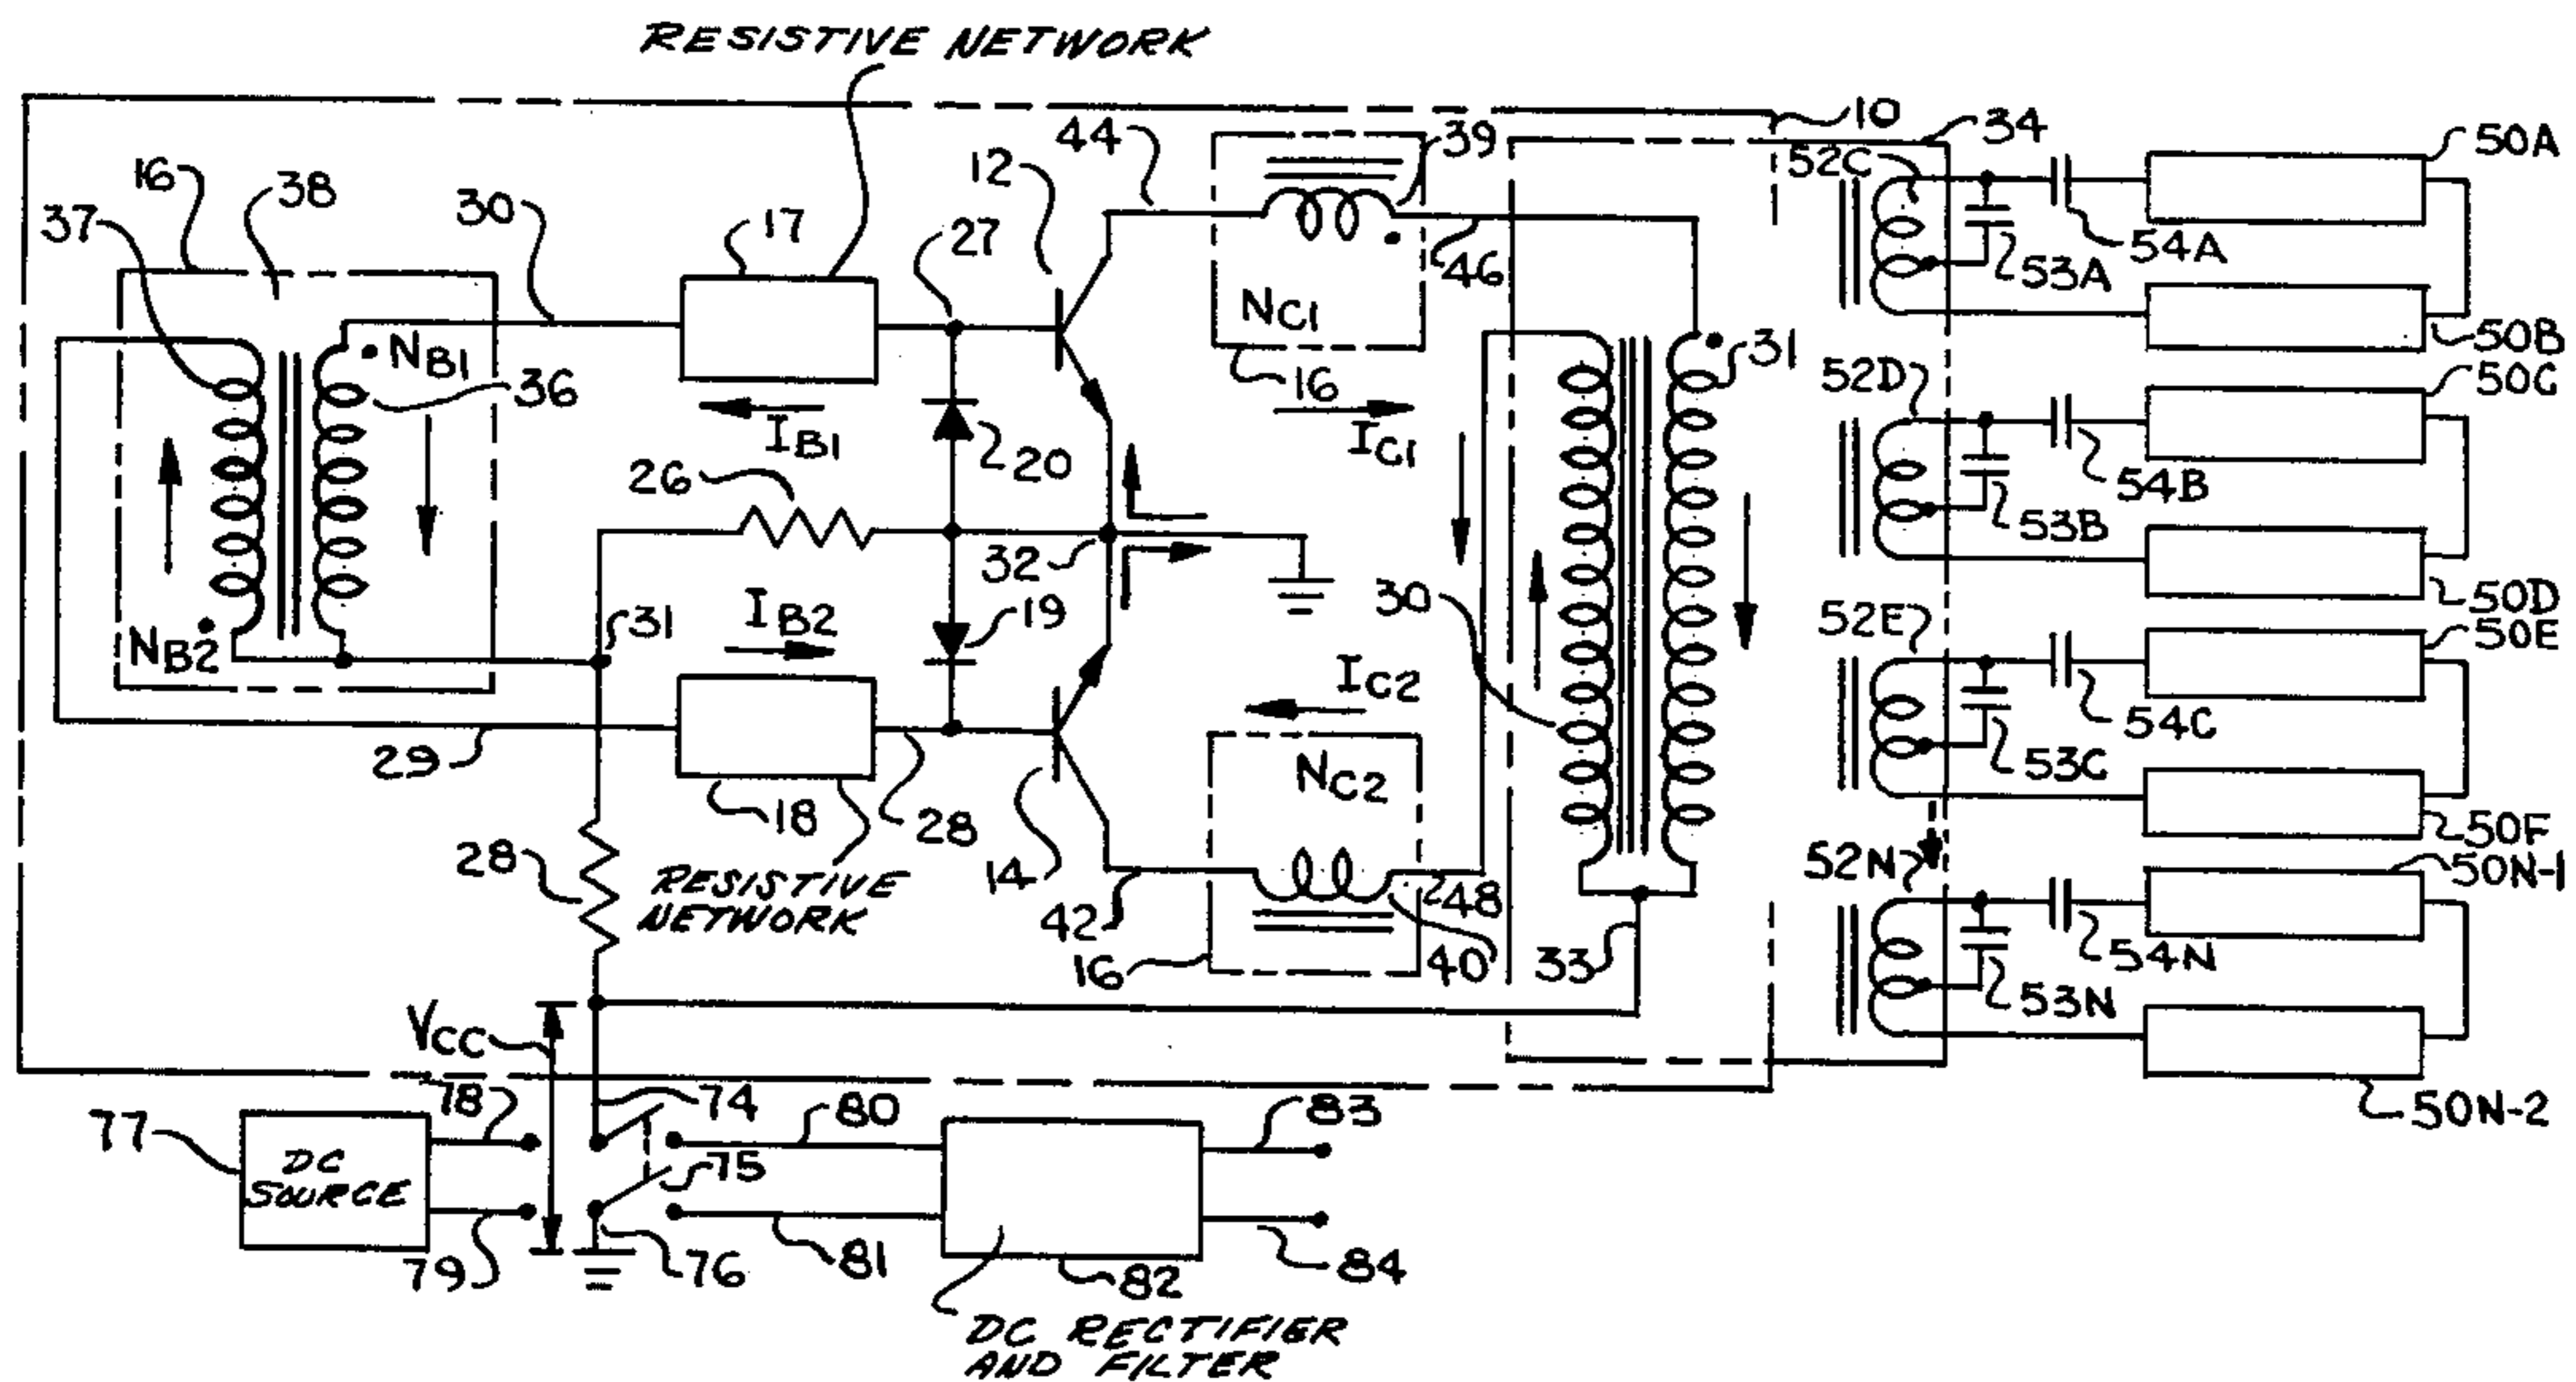 RESISTIVE NETWORK
10
34
44
39
50A
16
38
12
52C
37
30
17
27
54A
53A
46
NC1
NB1
50B
31
16
52D
50C
36
IB1
IC1
20
26
54B
53B
32
30
50D
IB2
19
52E
50E
31
NB2
IC2
54C
NC2
53C
29
18
28
50F
52N
28
14
50N-1
RESISTIVE
NETWORK
42
48
54N
16
40
33
53N
VCC
78
74
80
83
50N-2
77
DC
SOURCE
75
79
76
81
82
84
DC RECTIFIER
AND FILTER